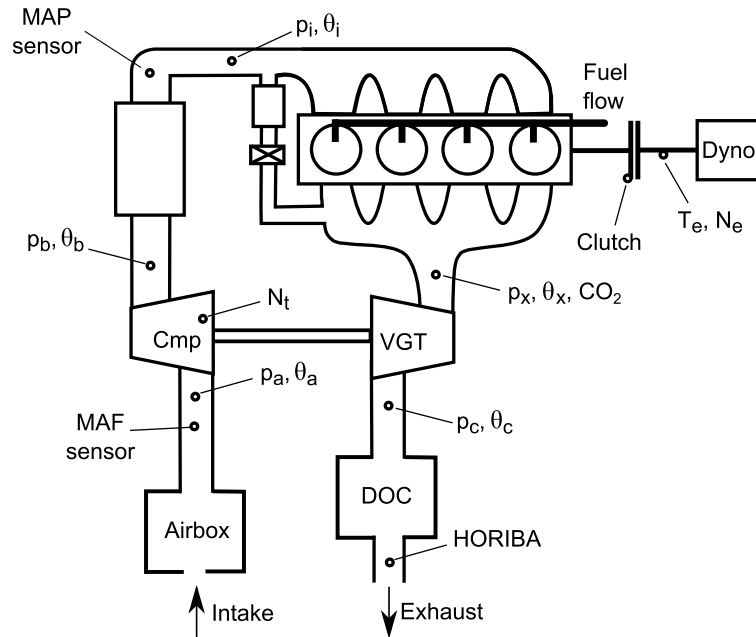 MAP
sensor
p_i, θ_i
Fuel
flow
Dyno
T_e, N_e
Clutch
p_b, θ_b
N_t
p_x, θ_x, CO_2
Cmp
VGT
p_a, θ_a
MAF
sensor
p_c, θ_c
DOC
Airbox
HORIBA
Intake
Exhaust